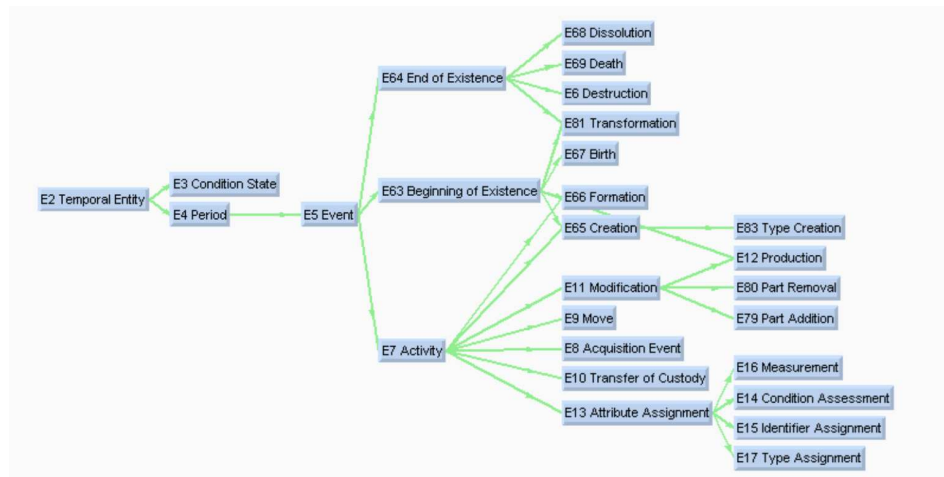 E2 Temporal Entity
E3 Condition State
E4 Period
E5 Event
E64 End of Existence
E63 Beginning of Existence
E7 Activity
E68 Dissolution
E69 Death
E6 Destruction
E81 Transformation
E67 Birth
E66 Formation
E65 Creation
E11 Modification
E9 Move
E8 Acquisition Event
E10 Transfer of Custody
E13 Attribute Assignment
E83 Type Creation
E12 Production
E80 Part Removal
E79 Part Addition
E16 Measurement
E14 Condition Assessment
E15 Identifier Assignment
E17 Type Assignment